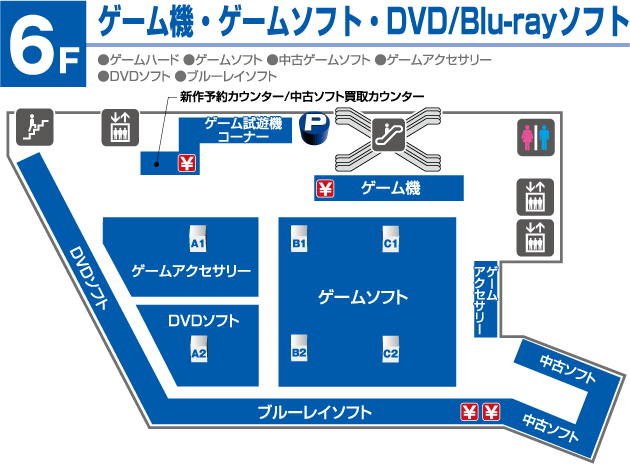 6F
ゲーム機・ゲームソフト・DVD/Blu-rayソフト
●ゲームハード ●ゲームソフト ●中古ゲームソフト ●ゲームアクセサリー
●DVDソフト ●ブルーレイソフト
新作予約カウンター/中古ソフト買取カウンター
ゲーム試遊機
コーナー
P
¥
¥
ゲーム機
DVDソフト
A1
ゲームアクセサリー
B1
C1
ゲームソフト
ゲーム
アクセサリー
DVDソフト
A2
B2
C2
中古ソフト
ブルーレイソフト
¥ ¥
中古ソフト